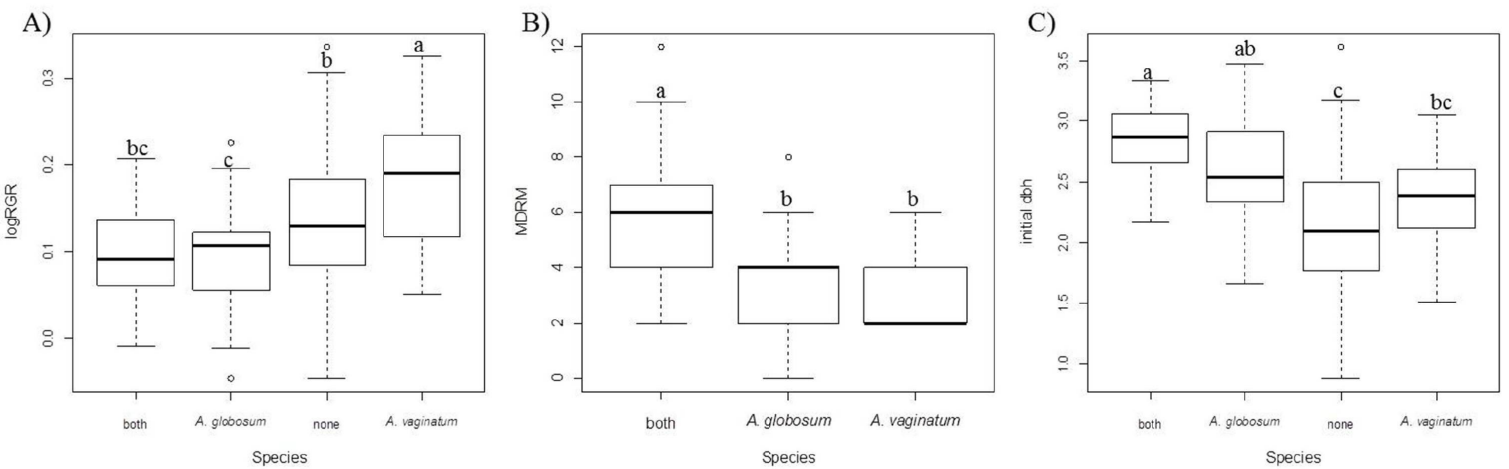 A)
logRGR
0.3
0.2
0.1
0.0
bc
c
b
a
both
A. globosum
none
A. vaginatum
Species
B)
MDRM
12
10
8
6
4
2
0
a
b
b
both
A. globosum
A. vaginatum
Species
C)
initial dbh
3.5
3.0
2.5
2.0
1.5
1.0
a
ab
c
bc
both
A. globosum
none
A. vaginatum
Species